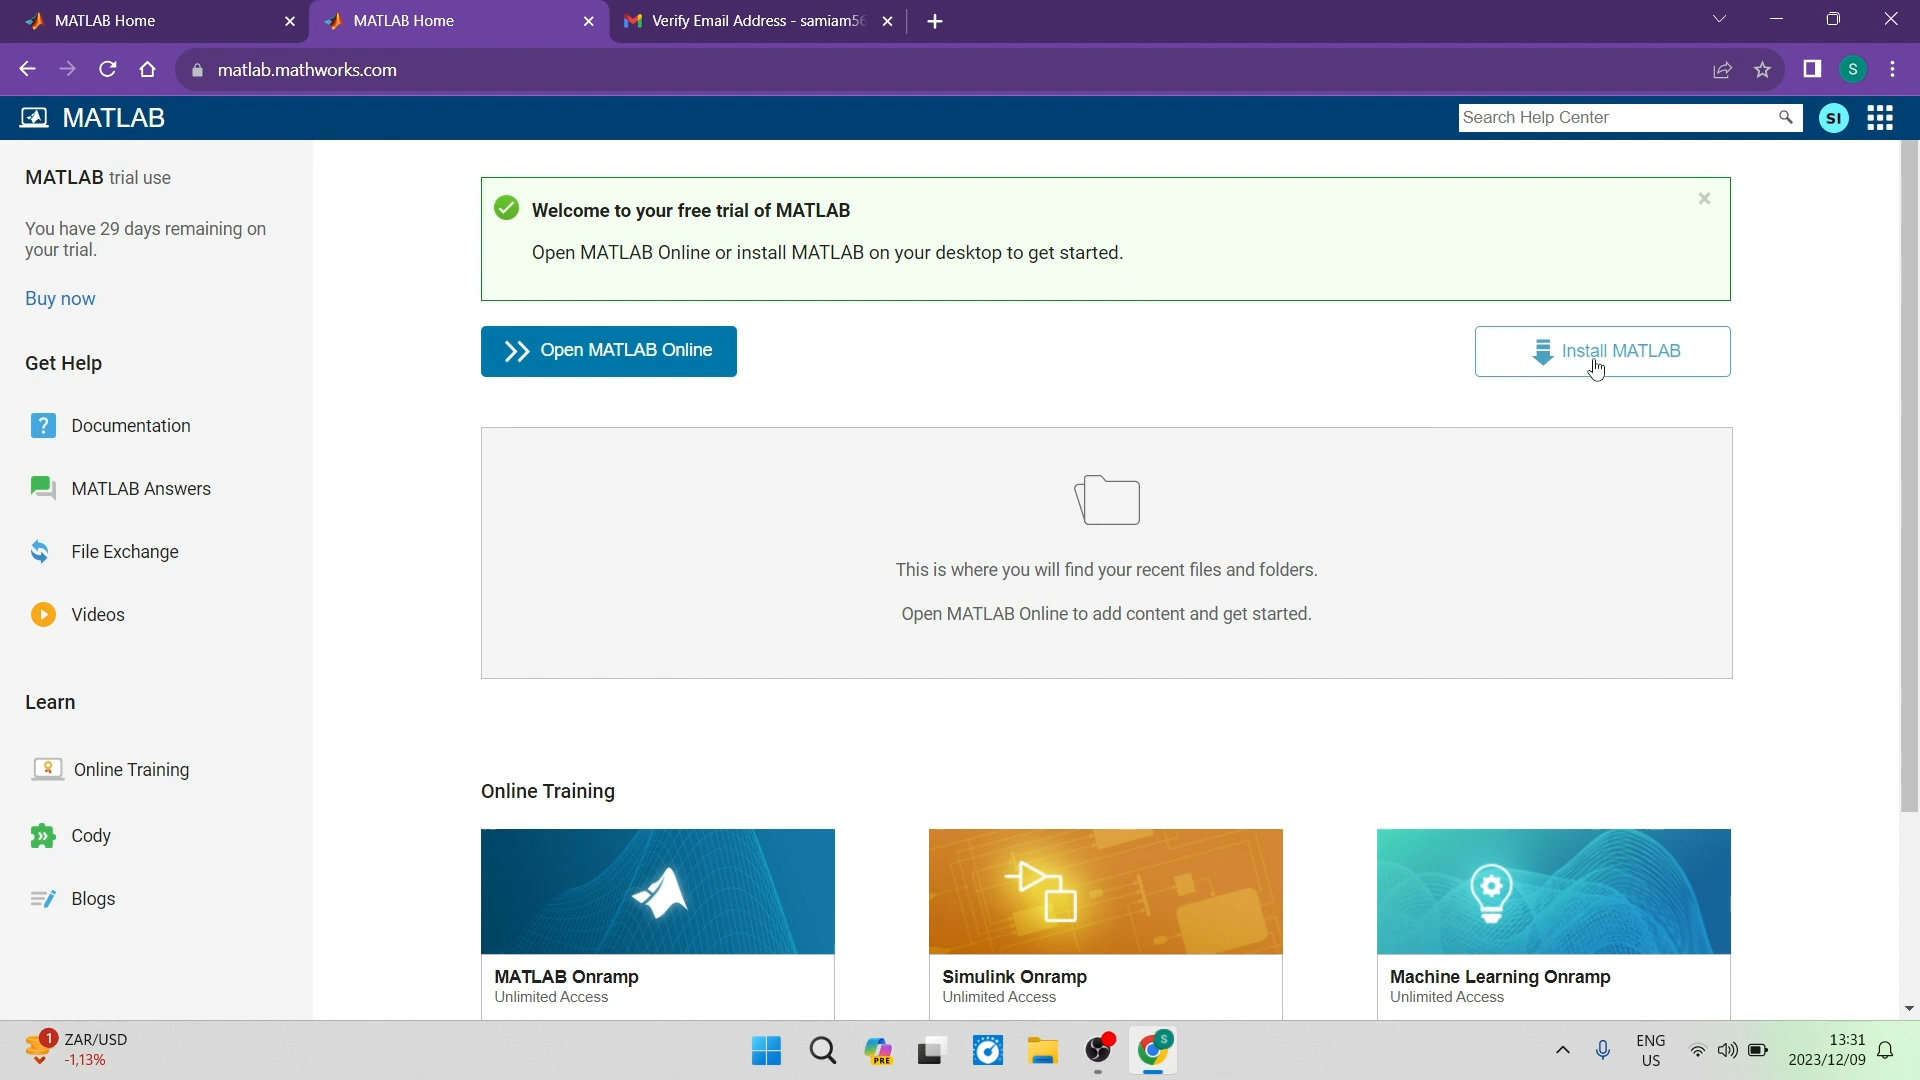 MATLAB Home
MATLAB Home
Verify Email Address - samiam56
matlab.mathworks.com
S
MATLAB
Search Help Center
SI
MATLAB trial use
You have 29 days remaining on
your trial.
Buy now
Get Help
? Documentation
MATLAB Answers
File Exchange
Videos
Learn
Online Training
Cody
Blogs
Welcome to your free trial of MATLAB
Open MATLAB Online or install MATLAB on your desktop to get started.
Open MATLAB Online
Install MATLAB
This is where you will find your recent files and folders.
Open MATLAB Online to add content and get started.
Online Training
MATLAB Onramp
Unlimited Access
Simulink Onramp
Unlimited Access
Machine Learning Onramp
Unlimited Access
1
ZAR/USD
-1,13%
PRE
S
ENG
US
13:31
2023/12/09